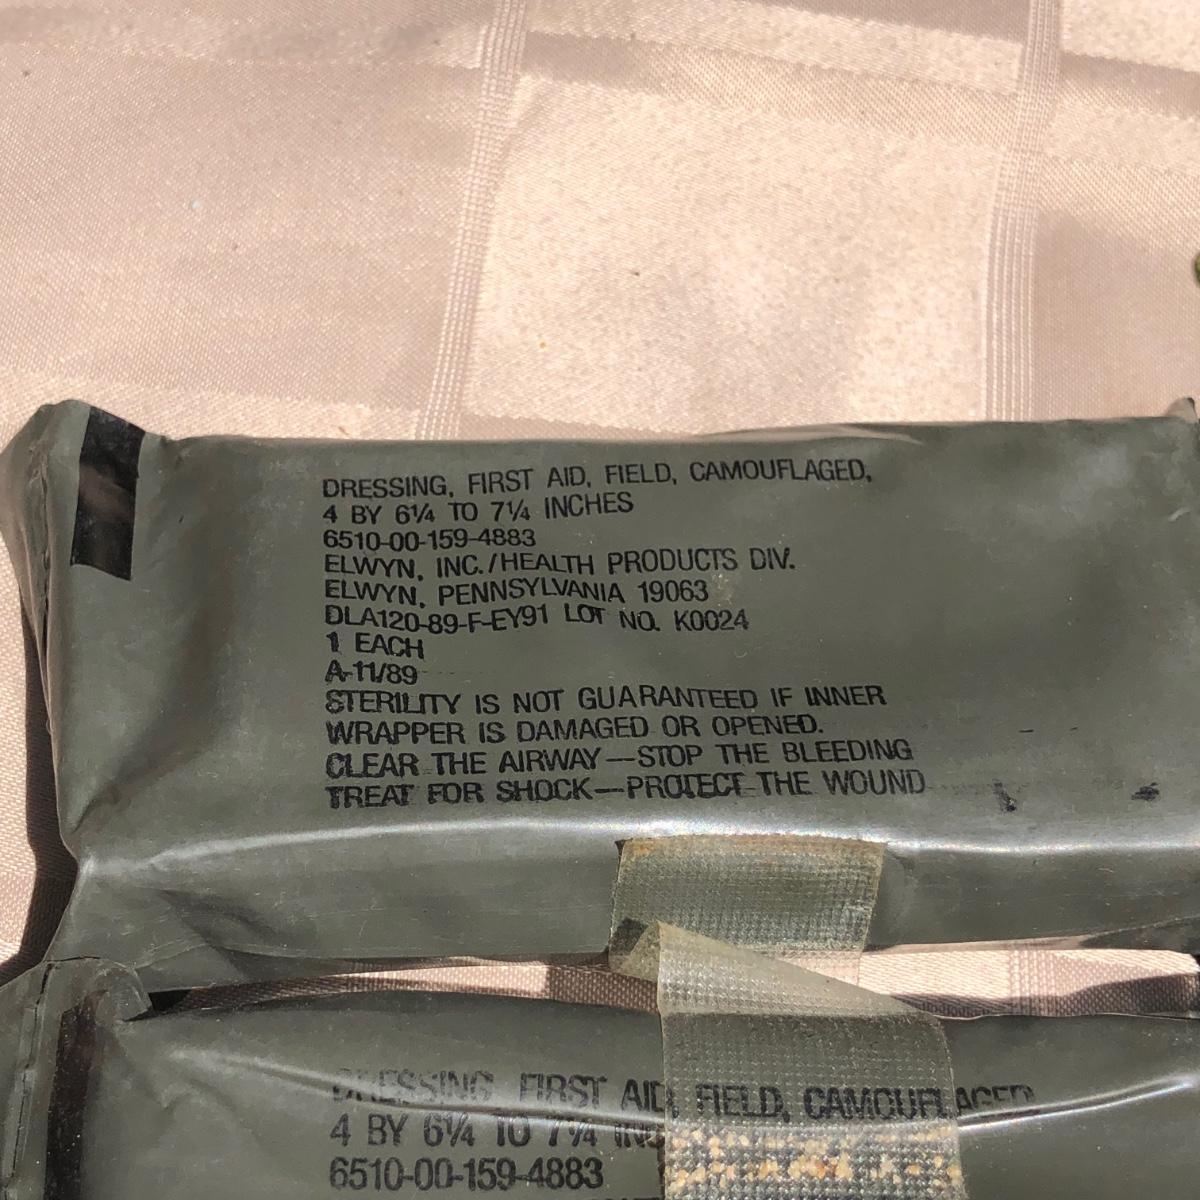 DRESSING, FIRST AID, FIELD, CAMOUFLAGED,
4 BY 6¼ TO 7¼ INCHES
6510-00-159-4883
ELWYN, INC./HEALTH PRODUCTS DIV.
ELWYN, PENNSYLVANIA 19063
DLA120-89-F-EY91 LOT NO. K0024
1 EACH
A-11/89
STERILITY IS NOT GUARANTEED IF INNER
WRAPPER IS DAMAGED OR OPENED.
CLEAR THE AIRWAY—STOP THE BLEEDING
TREAT FOR SHOCK—PROTECT THE WOUND
DRESSING, FIRST AID, FIELD, CAMOUFLAGED,
4 BY 6¼ TO 7¼ INC
6510-00-159-4883